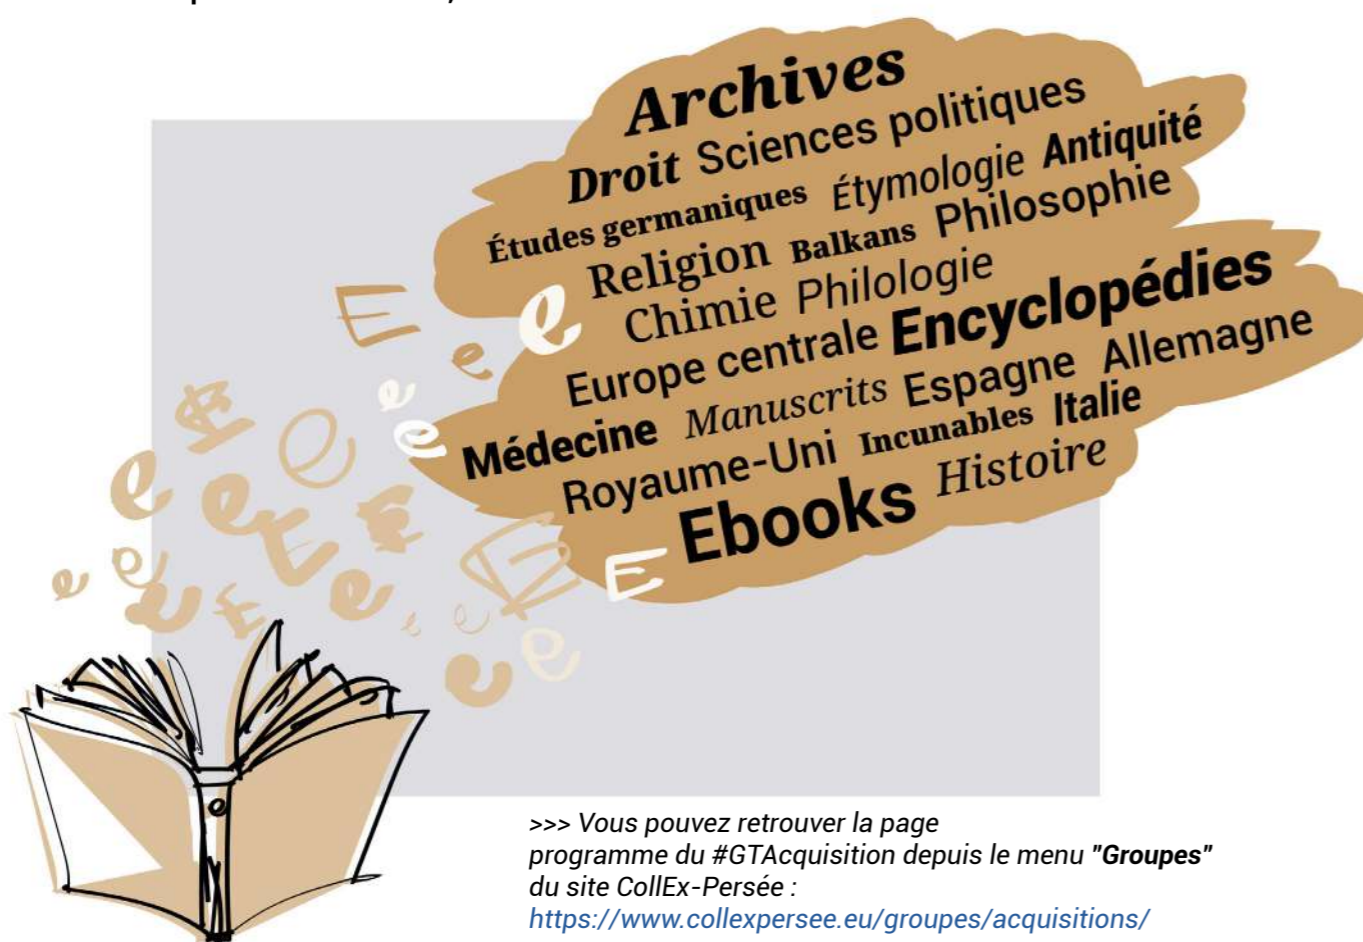 Archives
Droit Sciences politiques
Études germaniques Étymologie Antiquité
Religion Balkans Philosophie
Chimie Philologie
Europe centrale Encyclopédies
Médecine Manuscrits Espagne Allemagne
Royaume-Uni Incunables Italie
Ebooks Histoire
>>> Vous pouvez retrouver la page
programme du #GTAcquisition depuis le menu "Groupes"
du site CollEx-Persée :
https://www.collexpersee.eu/groupes/acquisitions/